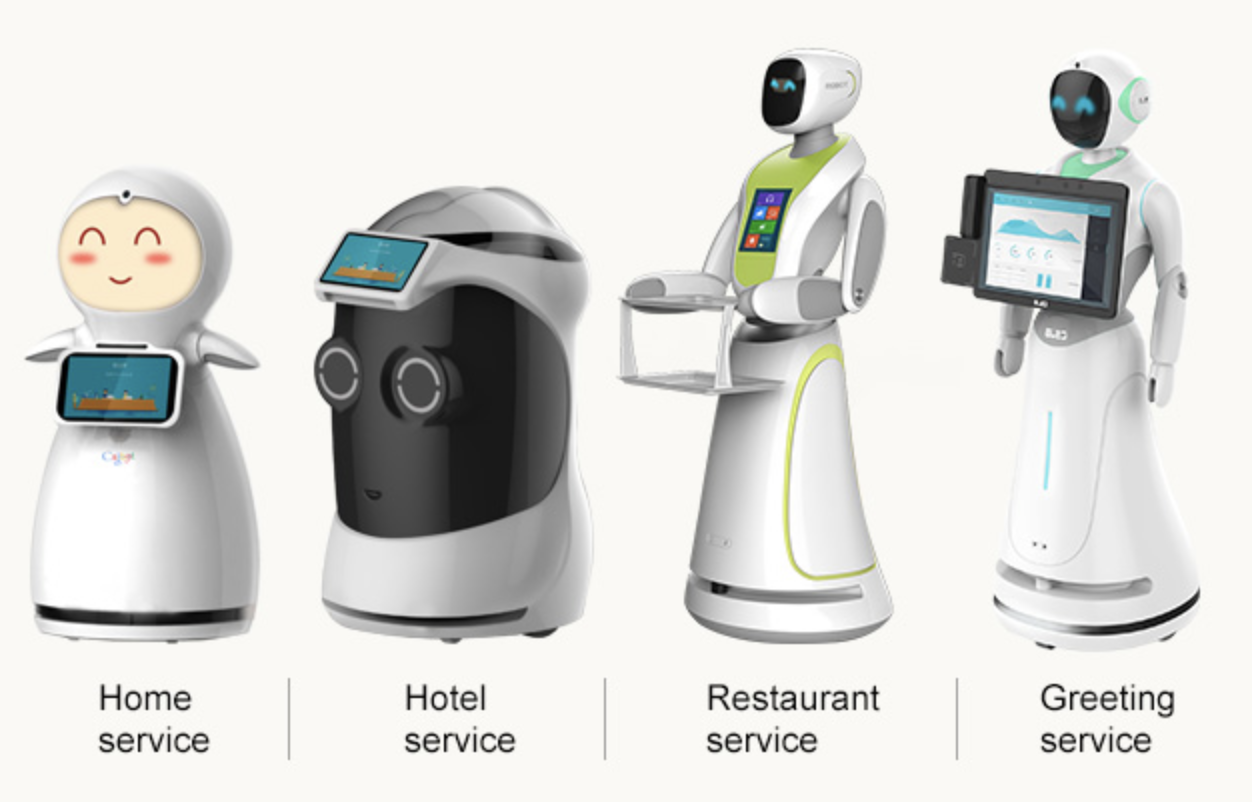 Home
service
Hotel
service
Restaurant
service
Greeting
service